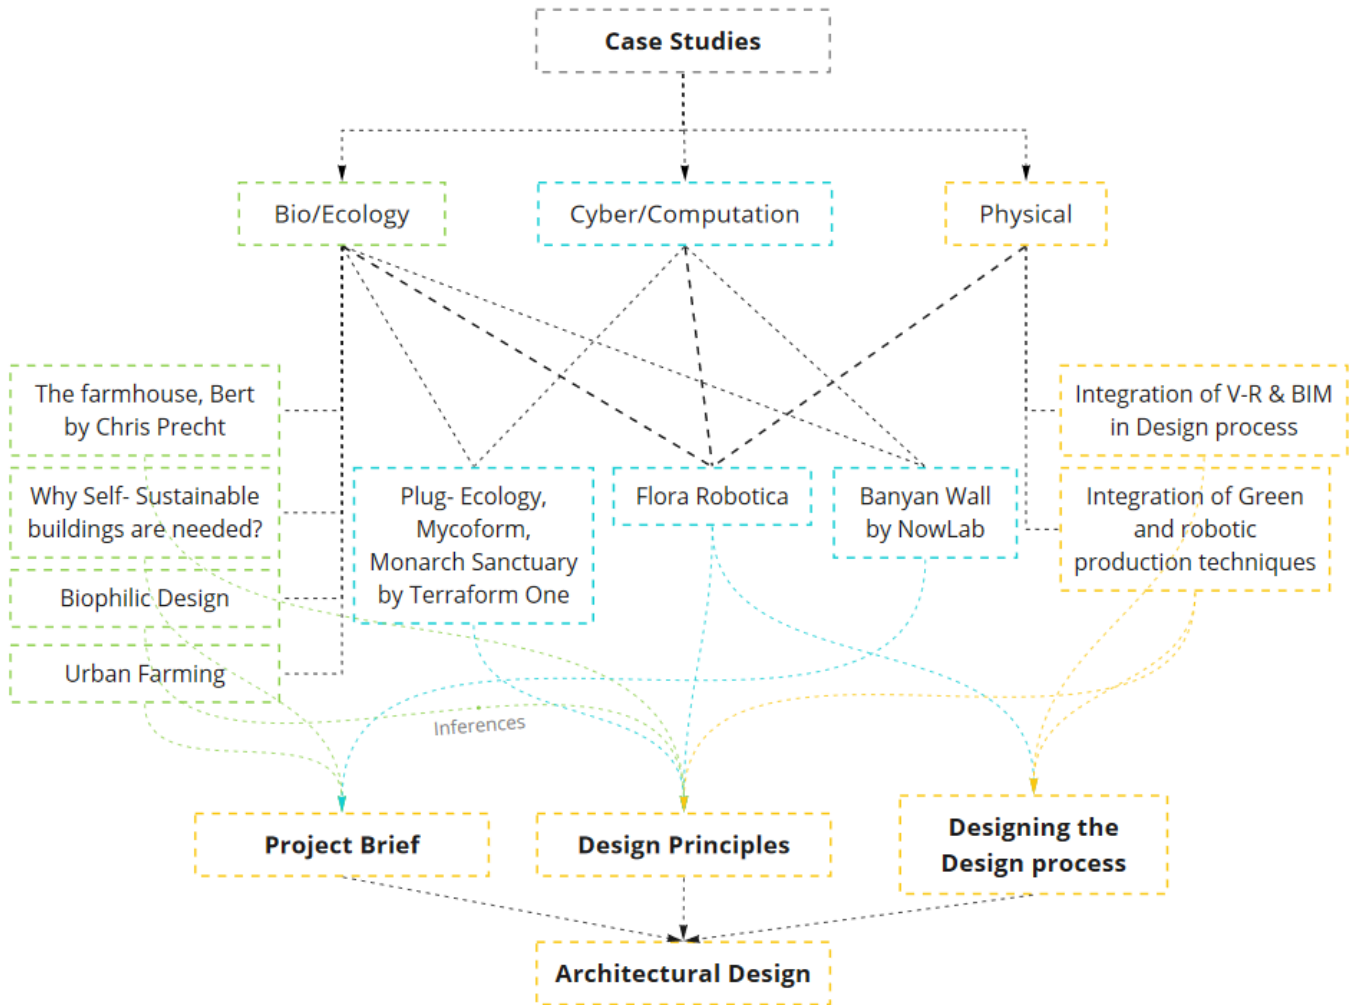 Case Studies
Bio/Ecology
Cyber/Computation
Physical
The farmhouse, Bert
by Chris Precht
Why Self- Sustainable
buildings are needed?
Biophilic Design
Urban Farming
Plug- Ecology,
Mycoform,
Monarch Sanctuary
by Terraform One
Flora Robotica
Banyan Wall
by NowLab
Integration of V-R & BIM
in Design process
Integration of Green
and robotic
production techniques
Inferences
Project Brief
Design Principles
Designing the
Design process
Architectural Design